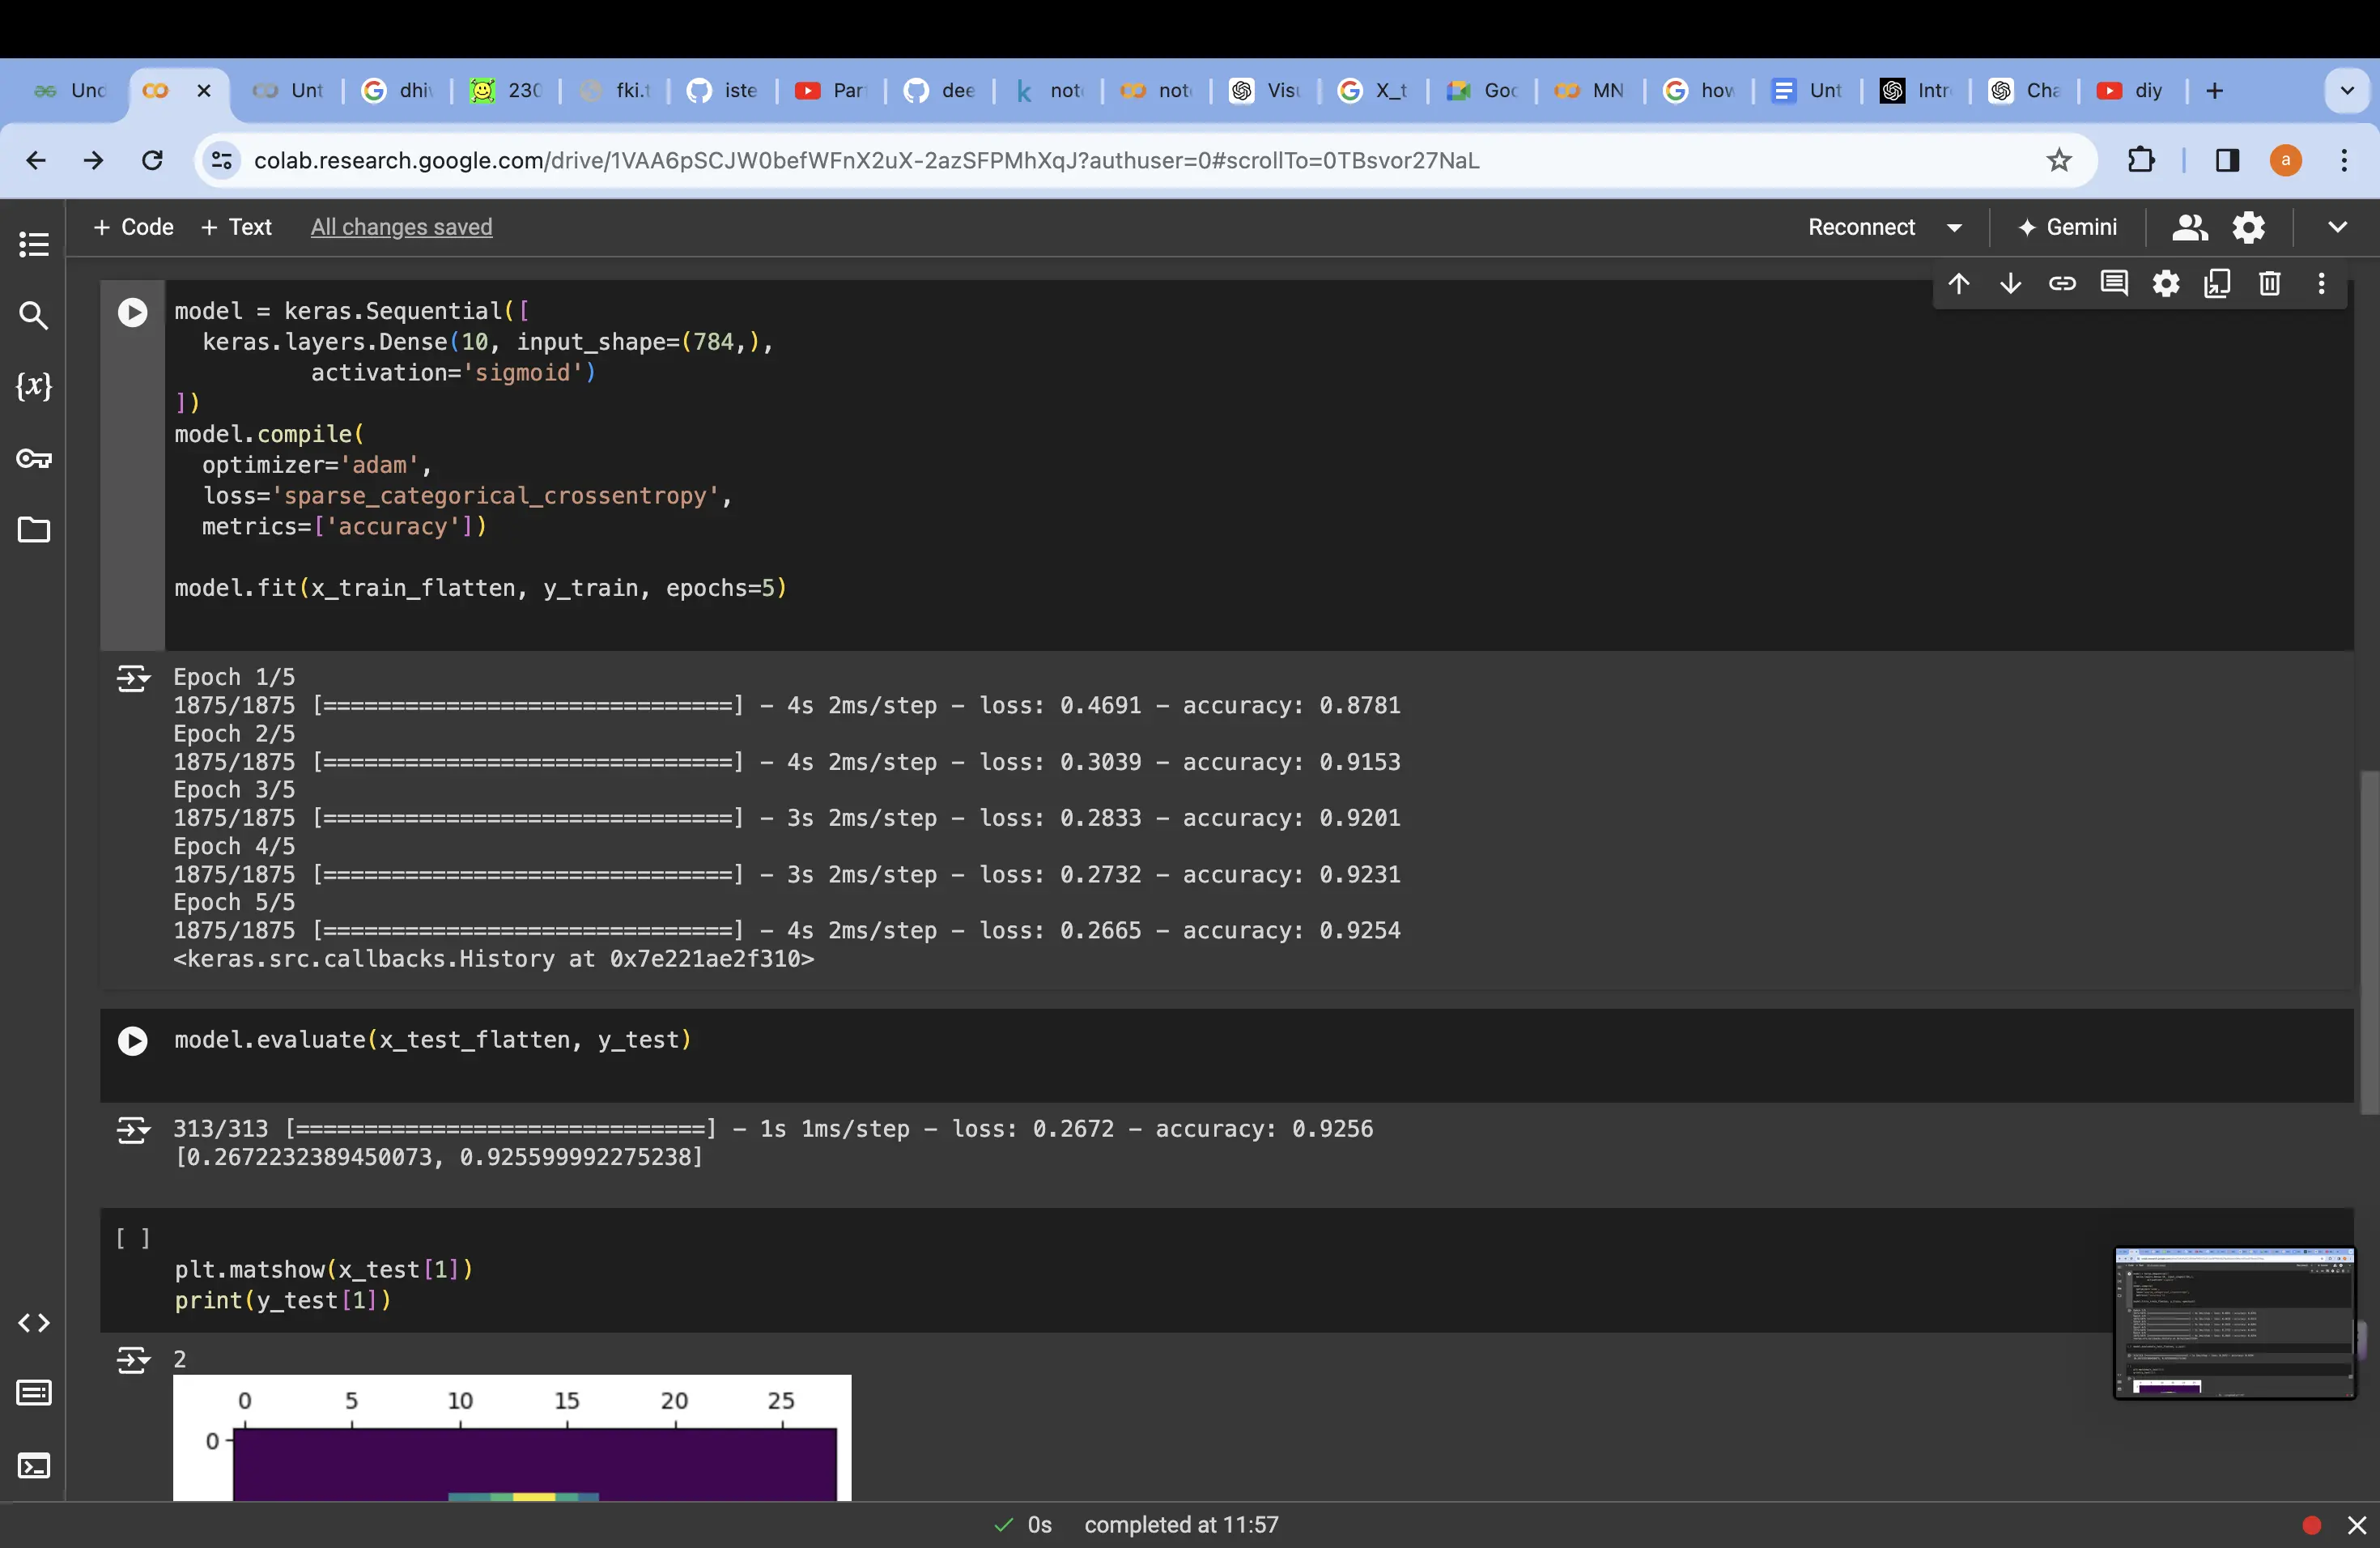 Und
Unt
dhi
230
fki.t
iste
Par
dee
not
not
Visu
X_t
Goo
MN
how
Unt
Intr
Cha
diy
colab.research.google.com/drive/1VAA6pSCJW0befWFnX2uX-2azSFPMhXqJ?authuser=0#scrollTo=0TBsvor27NaL
a
+ Code + Text All changes saved
Reconnect Gemini
{x}
model = keras.Sequential([
keras.layers.Dense(10, input_shape=(784,),
activation='sigmoid')
])
model.compile(
optimizer='adam',
loss='sparse_categorical_crossentropy',
metrics=['accuracy'])
model.fit(x_train_flatten, y_train, epochs=5)
Epoch 1/5
1875/1875 [==============================] - 4s 2ms/step - loss: 0.4691 - accuracy: 0.8781
Epoch 2/5
1875/1875 [==============================] - 4s 2ms/step - loss: 0.3039 - accuracy: 0.9153
Epoch 3/5
1875/1875 [==============================] - 3s 2ms/step - loss: 0.2833 - accuracy: 0.9201
Epoch 4/5
1875/1875 [==============================] - 3s 2ms/step - loss: 0.2732 - accuracy: 0.9231
Epoch 5/5
1875/1875 [==============================] - 4s 2ms/step - loss: 0.2665 - accuracy: 0.9254
<keras.src.callbacks.History at 0x7e221ae2f310>
model.evaluate(x_test_flatten, y_test)
313/313 [==============================] - 1s 1ms/step - loss: 0.2672 - accuracy: 0.9256
[0.2672232389450073, 0.925599992275238]
[ ]
plt.matshow(x_test[1])
print(y_test[1])
2
0 5 10 15 20 25
0
0s completed at 11:57